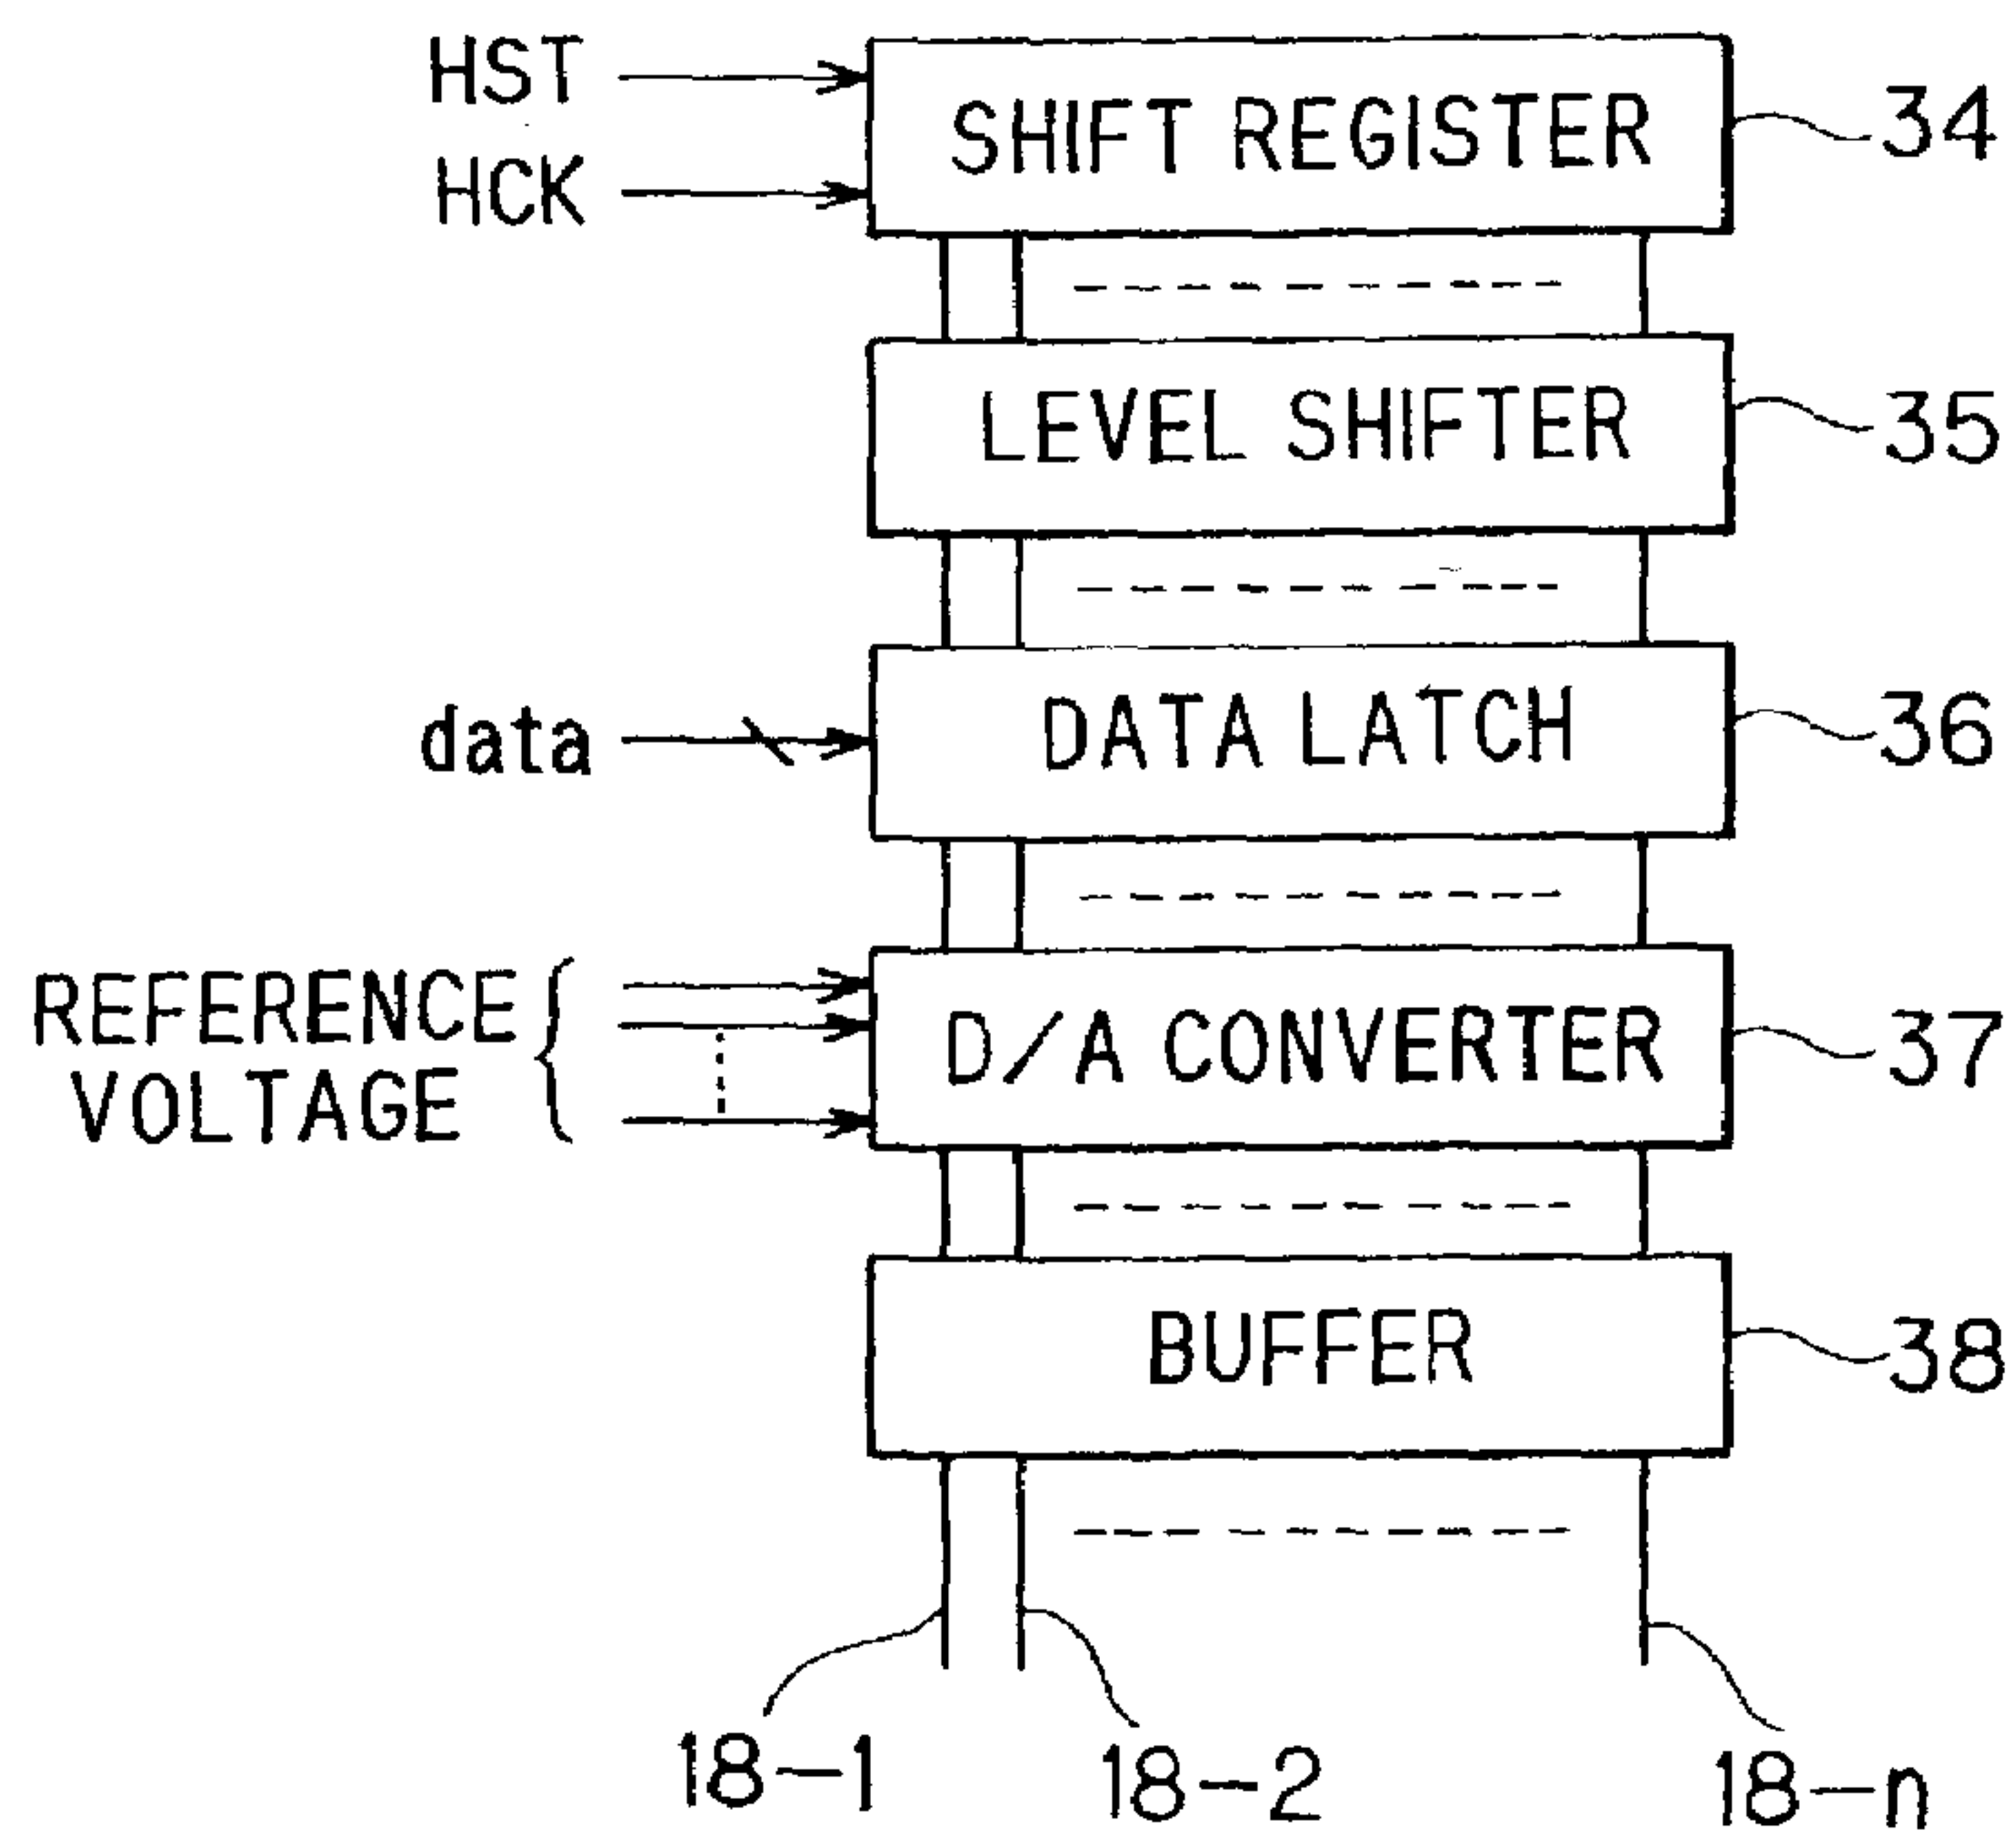 HST
SHIFT REGISTER
34
HCK
LEVEL SHIFTER
35
data
DATA LATCH
36
REFERENCE
VOLTAGE
D/A CONVERTER
37
BUFFER
38
18-1
18-2
18-n